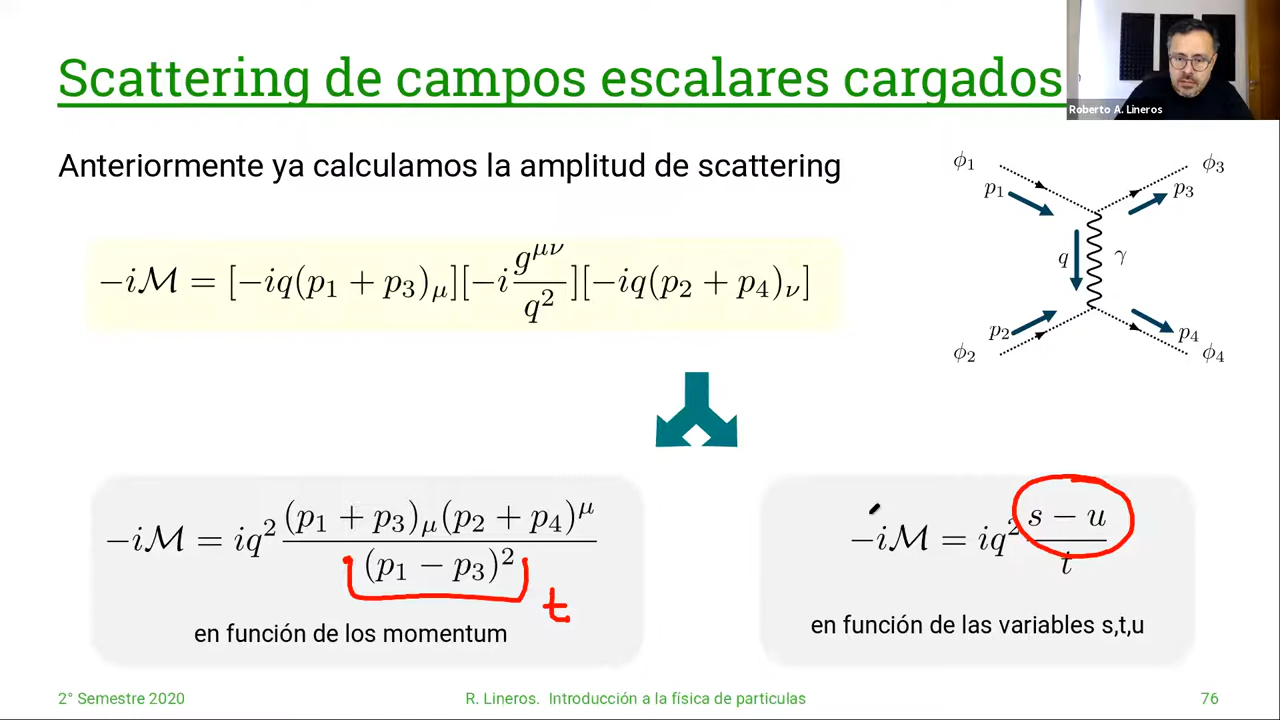 Scattering de campos escalares cargados
Roberto A. Lineros
Anteriormente ya calculamos la amplitud de scattering
ϕ₁ ϕ₃
p₁ p₃
q γ
p₂ p₄
ϕ₂ ϕ₄
−iℳ = [−iq(p₁ + p₃)_μ][−i g^{μν}/q²][−iq(p₂ + p₄)_ν]
−iℳ = iq² (p₁ + p₃)_μ(p₂ + p₄)^μ / (p₁ − p₃)²
t
en función de los momentum
−iℳ = iq² (s − u)/t
en función de las variables s,t,u
2° Semestre 2020
R. Lineros. Introducción a la física de particulas
76